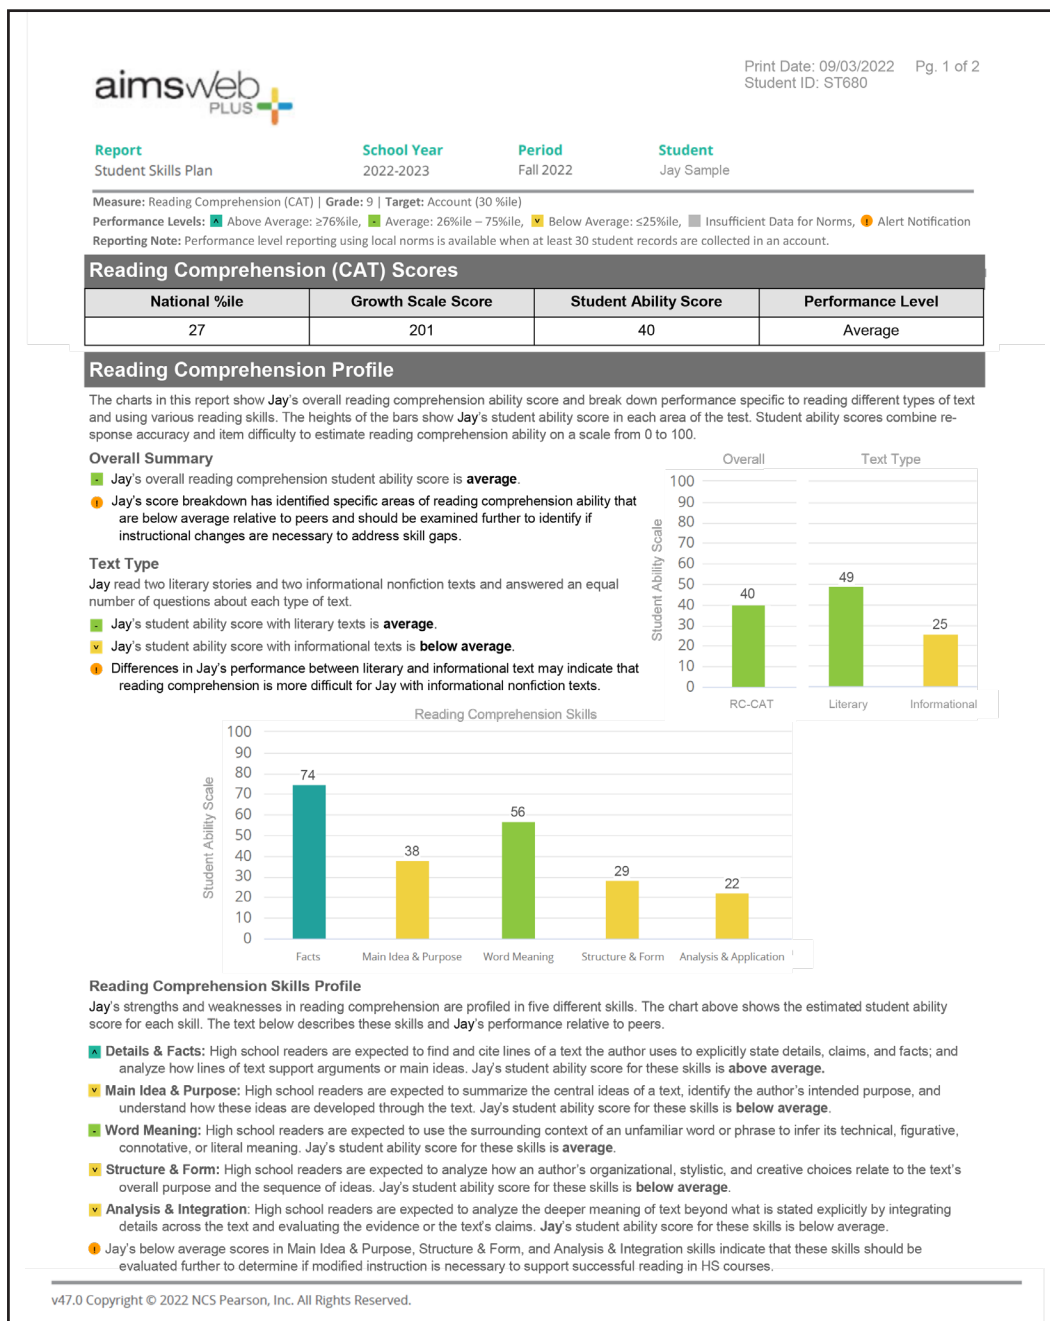 Print Date: 09/03/2022 Pg. 1 of 2
Student ID: ST680
aimsweb
PLUS
Report School Year Period Student
Student Skills Plan 2022-2023 Fall 2022 Jay Sample
Measure: Reading Comprehension (CAT) | Grade: 9 | Target: Account (30 %ile)
Performance Levels: ^ Above Average: ≥76%ile, - Average: 26%ile – 75%ile, v Below Average: ≤25%ile, Insufficient Data for Norms, ! Alert Notification
Reporting Note: Performance level reporting using local norms is available when at least 30 student records are collected in an account.
Reading Comprehension (CAT) Scores
National %ile Growth Scale Score Student Ability Score Performance Level
27 201 40 Average
Reading Comprehension Profile
The charts in this report show Jay's overall reading comprehension ability score and break down performance specific to reading different types of text
and using various reading skills. The heights of the bars show Jay's student ability score in each area of the test. Student ability scores combine re-
sponse accuracy and item difficulty to estimate reading comprehension ability on a scale from 0 to 100.
Overall Summary
- Jay's overall reading comprehension student ability score is average.
! Jay's score breakdown has identified specific areas of reading comprehension ability that
are below average relative to peers and should be examined further to identify if
instructional changes are necessary to address skill gaps.
Text Type
Jay read two literary stories and two informational nonfiction texts and answered an equal
number of questions about each type of text.
- Jay's student ability score with literary texts is average.
v Jay's student ability score with informational texts is below average.
! Differences in Jay's performance between literary and informational text may indicate that
reading comprehension is more difficult for Jay with informational nonfiction texts.
Overall Text Type
Student Ability Scale
100
90
80
70
60
50
40
30
20
10
0
40 49 25
RC-CAT Literary Informational
Reading Comprehension Skills
Student Ability Scale
100
90
80
70
60
50
40
30
20
10
0
74 38 56 29 22
Facts Main Idea & Purpose Word Meaning Structure & Form Analysis & Application
Reading Comprehension Skills Profile
Jay's strengths and weaknesses in reading comprehension are profiled in five different skills. The chart above shows the estimated student ability
score for each skill. The text below describes these skills and Jay's performance relative to peers.
^ Details & Facts: High school readers are expected to find and cite lines of a text the author uses to explicitly state details, claims, and facts; and
analyze how lines of text support arguments or main ideas. Jay's student ability score for these skills is above average.
v Main Idea & Purpose: High school readers are expected to summarize the central ideas of a text, identify the author's intended purpose, and
understand how these ideas are developed through the text. Jay's student ability score for these skills is below average.
- Word Meaning: High school readers are expected to use the surrounding context of an unfamiliar word or phrase to infer its technical, figurative,
connotative, or literal meaning. Jay's student ability score for these skills is average.
v Structure & Form: High school readers are expected to analyze how an author's organizational, stylistic, and creative choices relate to the text's
overall purpose and the sequence of ideas. Jay's student ability score for these skills is below average.
v Analysis & Integration: High school readers are expected to analyze the deeper meaning of text beyond what is stated explicitly by integrating
details across the text and evaluating the evidence or the text's claims. Jay's student ability score for these skills is below average.
! Jay's below average scores in Main Idea & Purpose, Structure & Form, and Analysis & Integration skills indicate that these skills should be
evaluated further to determine if modified instruction is necessary to support successful reading in HS courses.
v47.0 Copyright © 2022 NCS Pearson, Inc. All Rights Reserved.